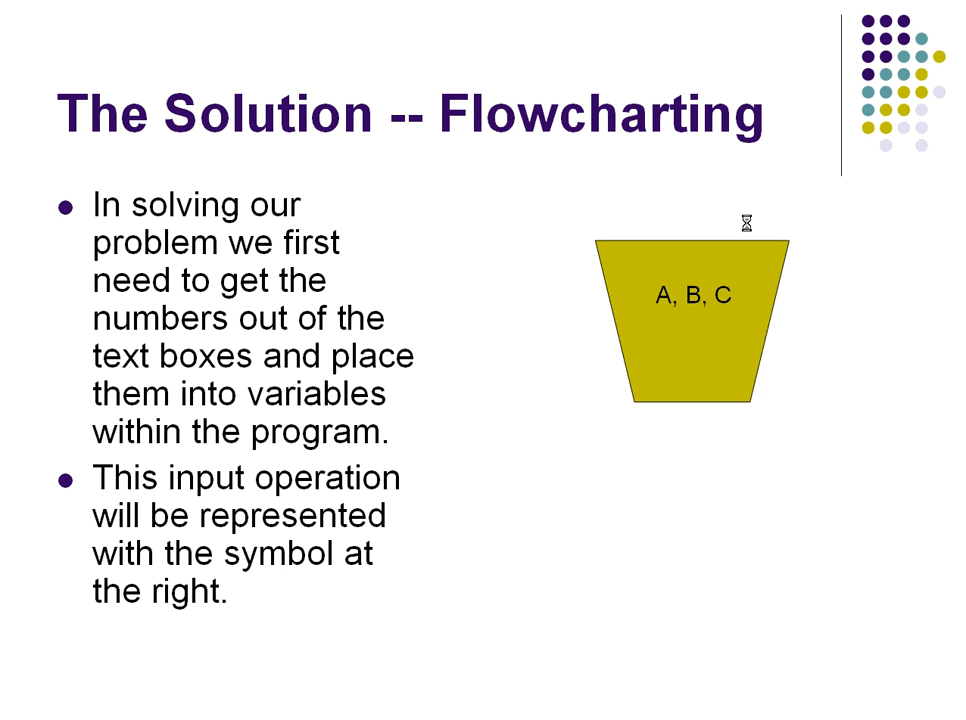 The Solution -- Flowcharting
In solving our
problem we first
need to get the
numbers out of the
text boxes and place
them into variables
within the program.
This input operation
will be represented
with the symbol at
the right.
A, B, C